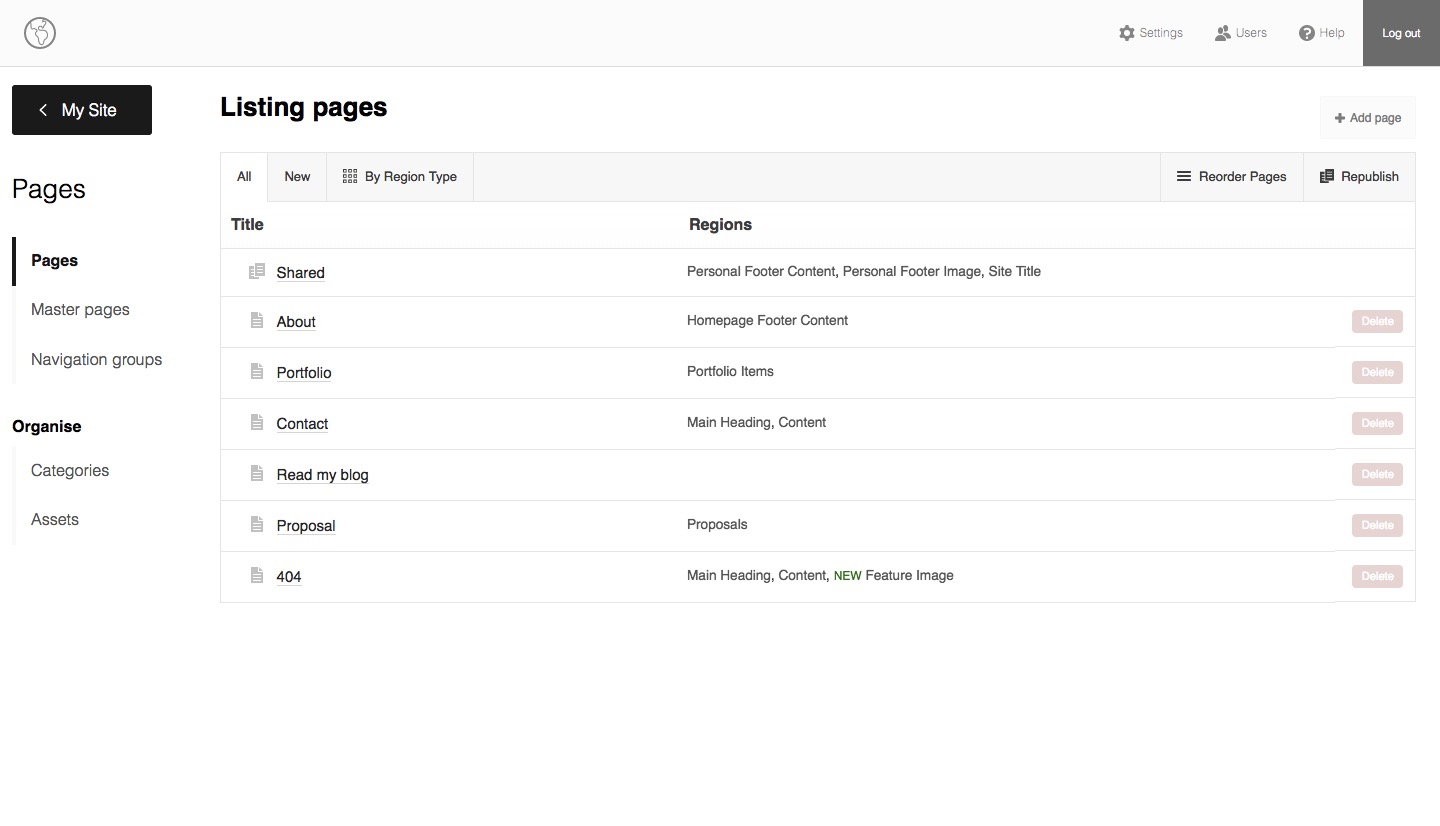 Settings Users Help Log out
My Site
Listing pages
Add page
Pages
All New By Region Type Reorder Pages Republish
Title Regions
Pages
Shared Personal Footer Content, Personal Footer Image, Site Title
Master pages
About Homepage Footer Content Delete
Navigation groups
Portfolio Portfolio Items Delete
Organise
Contact Main Heading, Content Delete
Categories
Read my blog Delete
Assets
Proposal Proposals Delete
404 Main Heading, Content, NEW Feature Image Delete